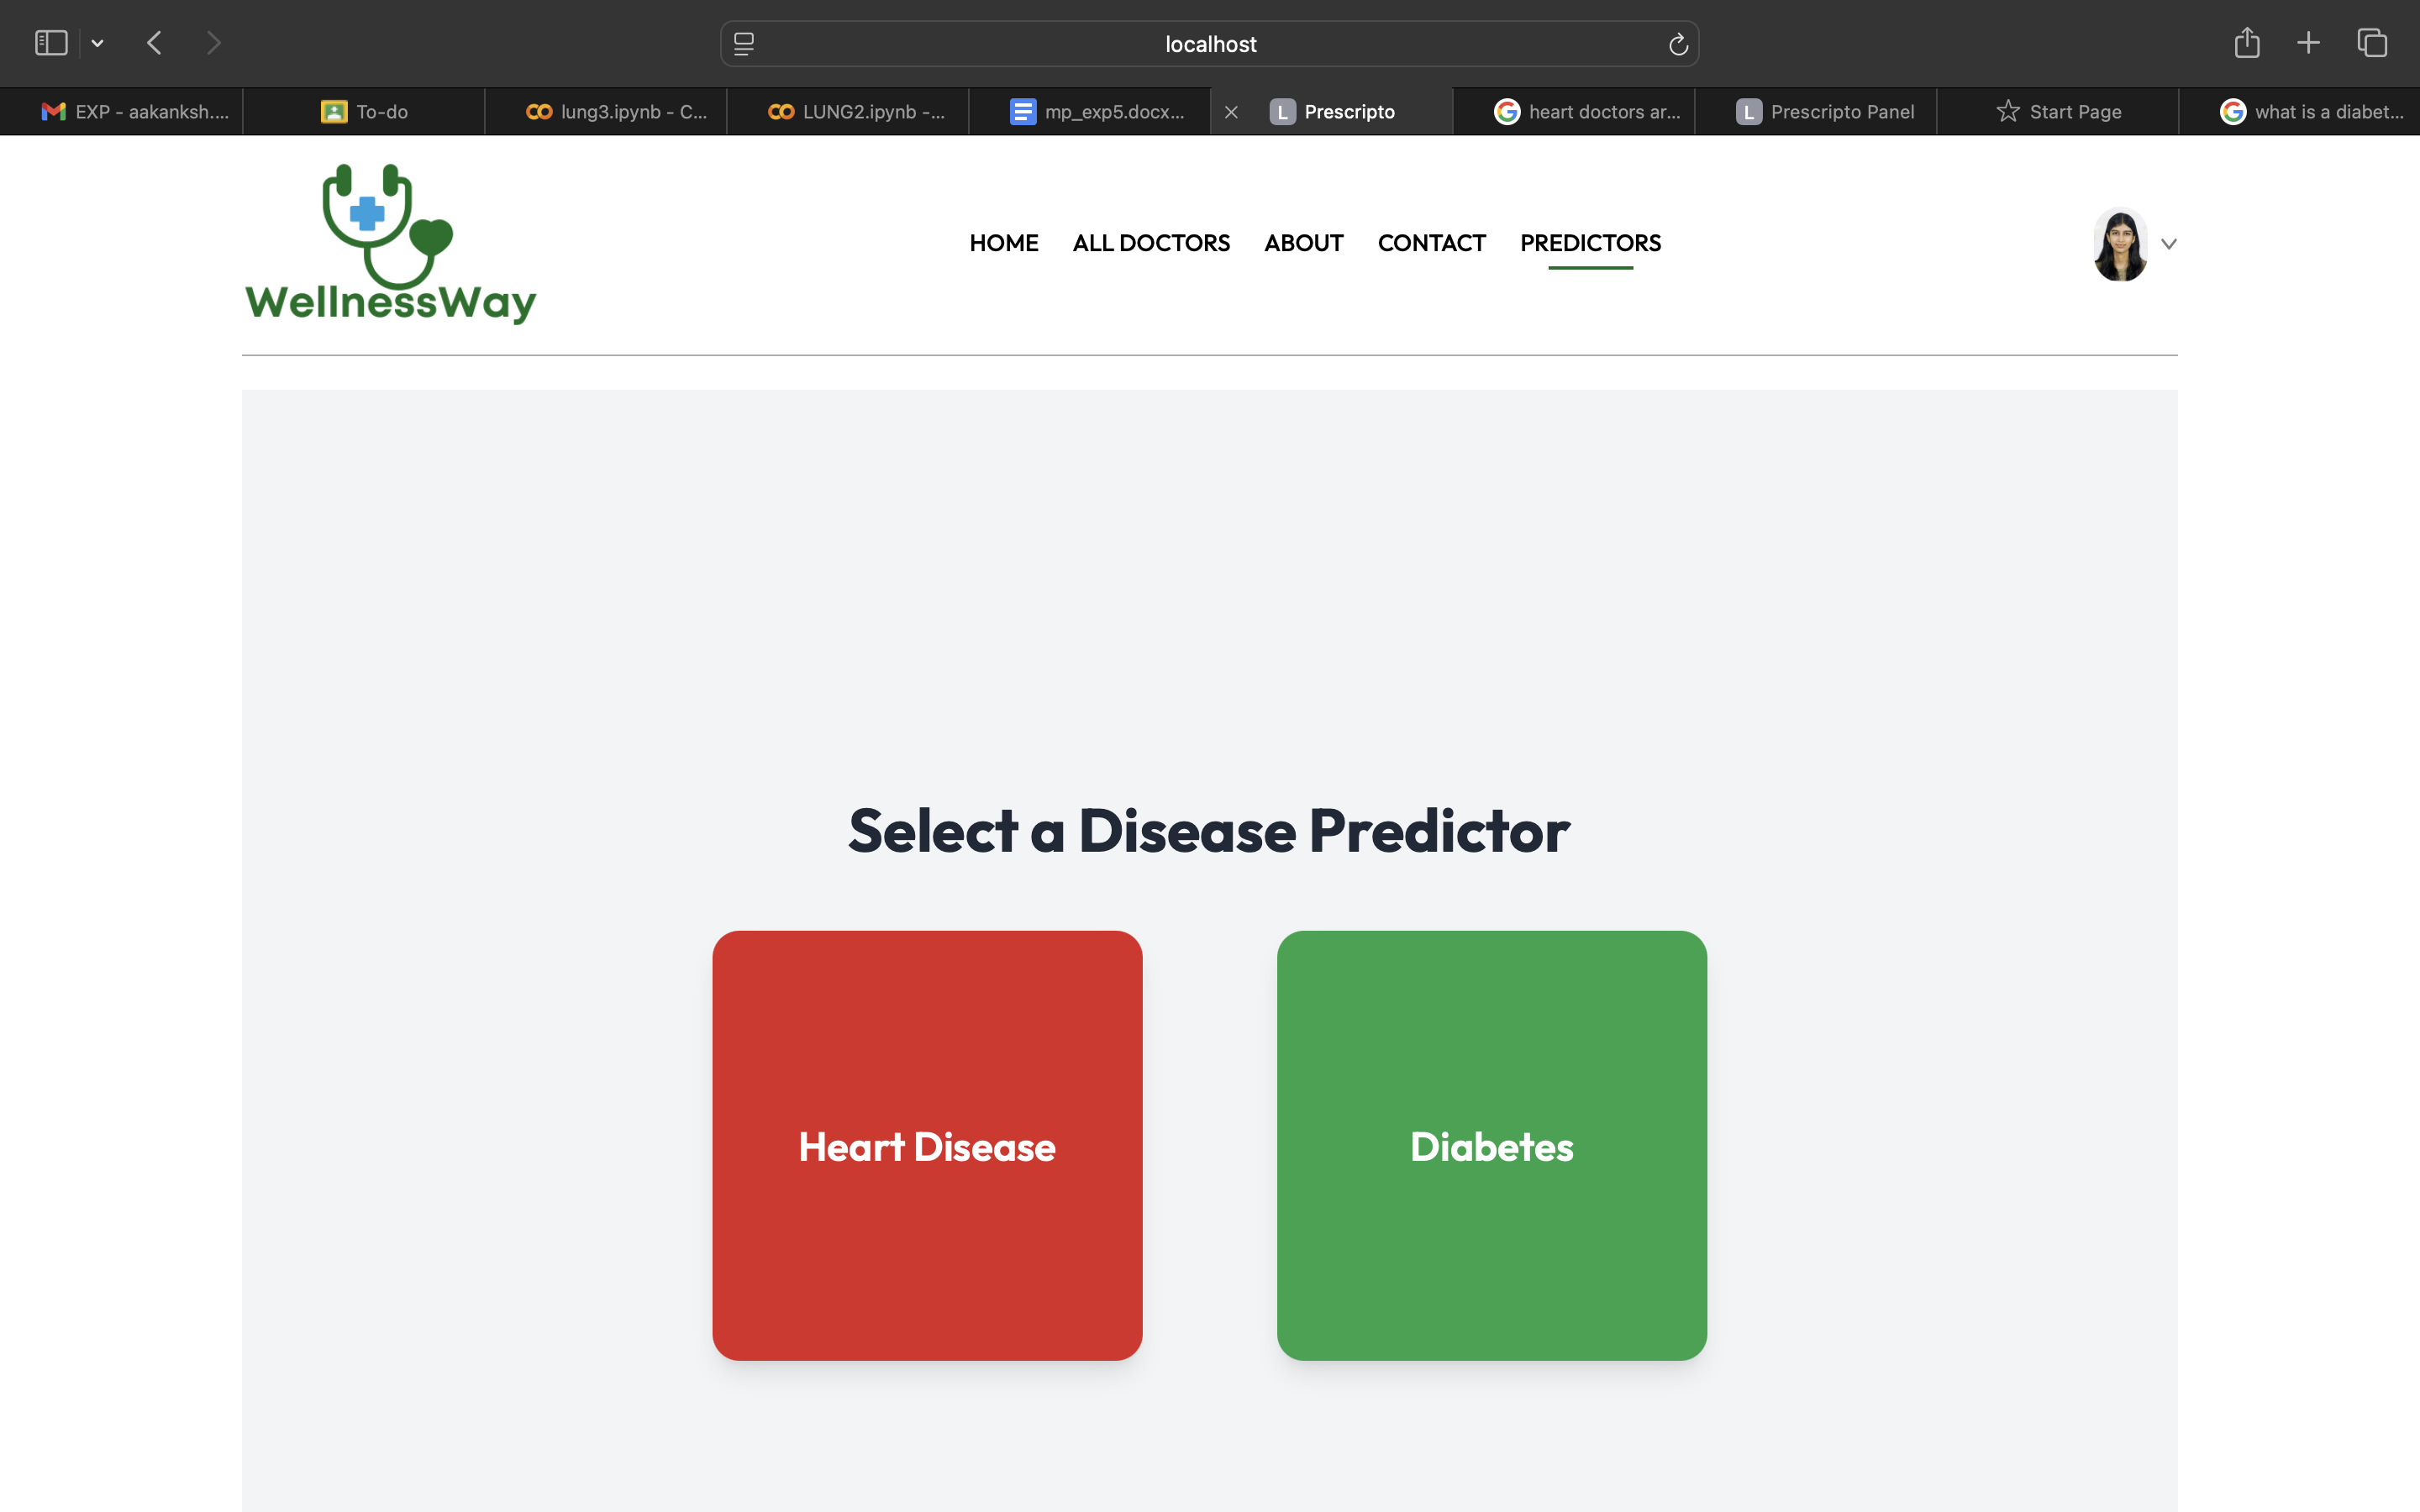 localhost
EXP - aakanksh....
To-do
lung3.ipynb - C...
LUNG2.ipynb -...
mp_exp5.docx...
L Prescripto
heart doctors ar...
L Prescripto Panel
Start Page
what is a diabet...
WellnessWay
HOME ALL DOCTORS ABOUT CONTACT PREDICTORS
Select a Disease Predictor
Heart Disease
Diabetes